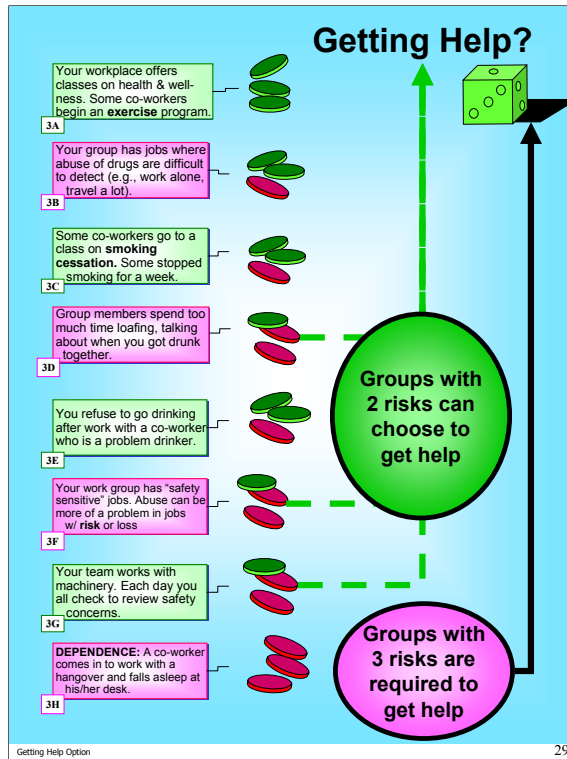 Getting Help?
Your workplace offers
classes on health & well-
ness. Some co-workers
begin an exercise program.
3A
Your group has jobs where
abuse of drugs are difficult
to detect (e.g., work alone,
travel a lot).
3B
Some co-workers go to a
class on smoking
cessation. Some stopped
smoking for a week.
3C
Group members spend too
much time loafing, talking
about when you got drunk
together.
3D
Groups with
2 risks can
choose to
get help
You refuse to go drinking
after work with a co-worker
who is a problem drinker.
3E
Your work group has “safety
sensitive” jobs. Abuse can be
more of a problem in jobs
w/ risk or loss
3F
Your team works with
machinery. Each day you
all check to review safety
concerns.
3G
DEPENDENCE: A co-worker
comes in to work with a
hangover and falls asleep at
his/her desk.
3H
Groups with
3 risks are
required to
get help
Getting Help Option
29